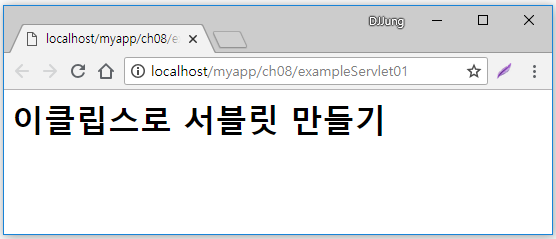 DJJung
localhost/myapp/ch08/e
localhost/myapp/ch08/exampleServlet01
이클립스로 서블릿 만들기